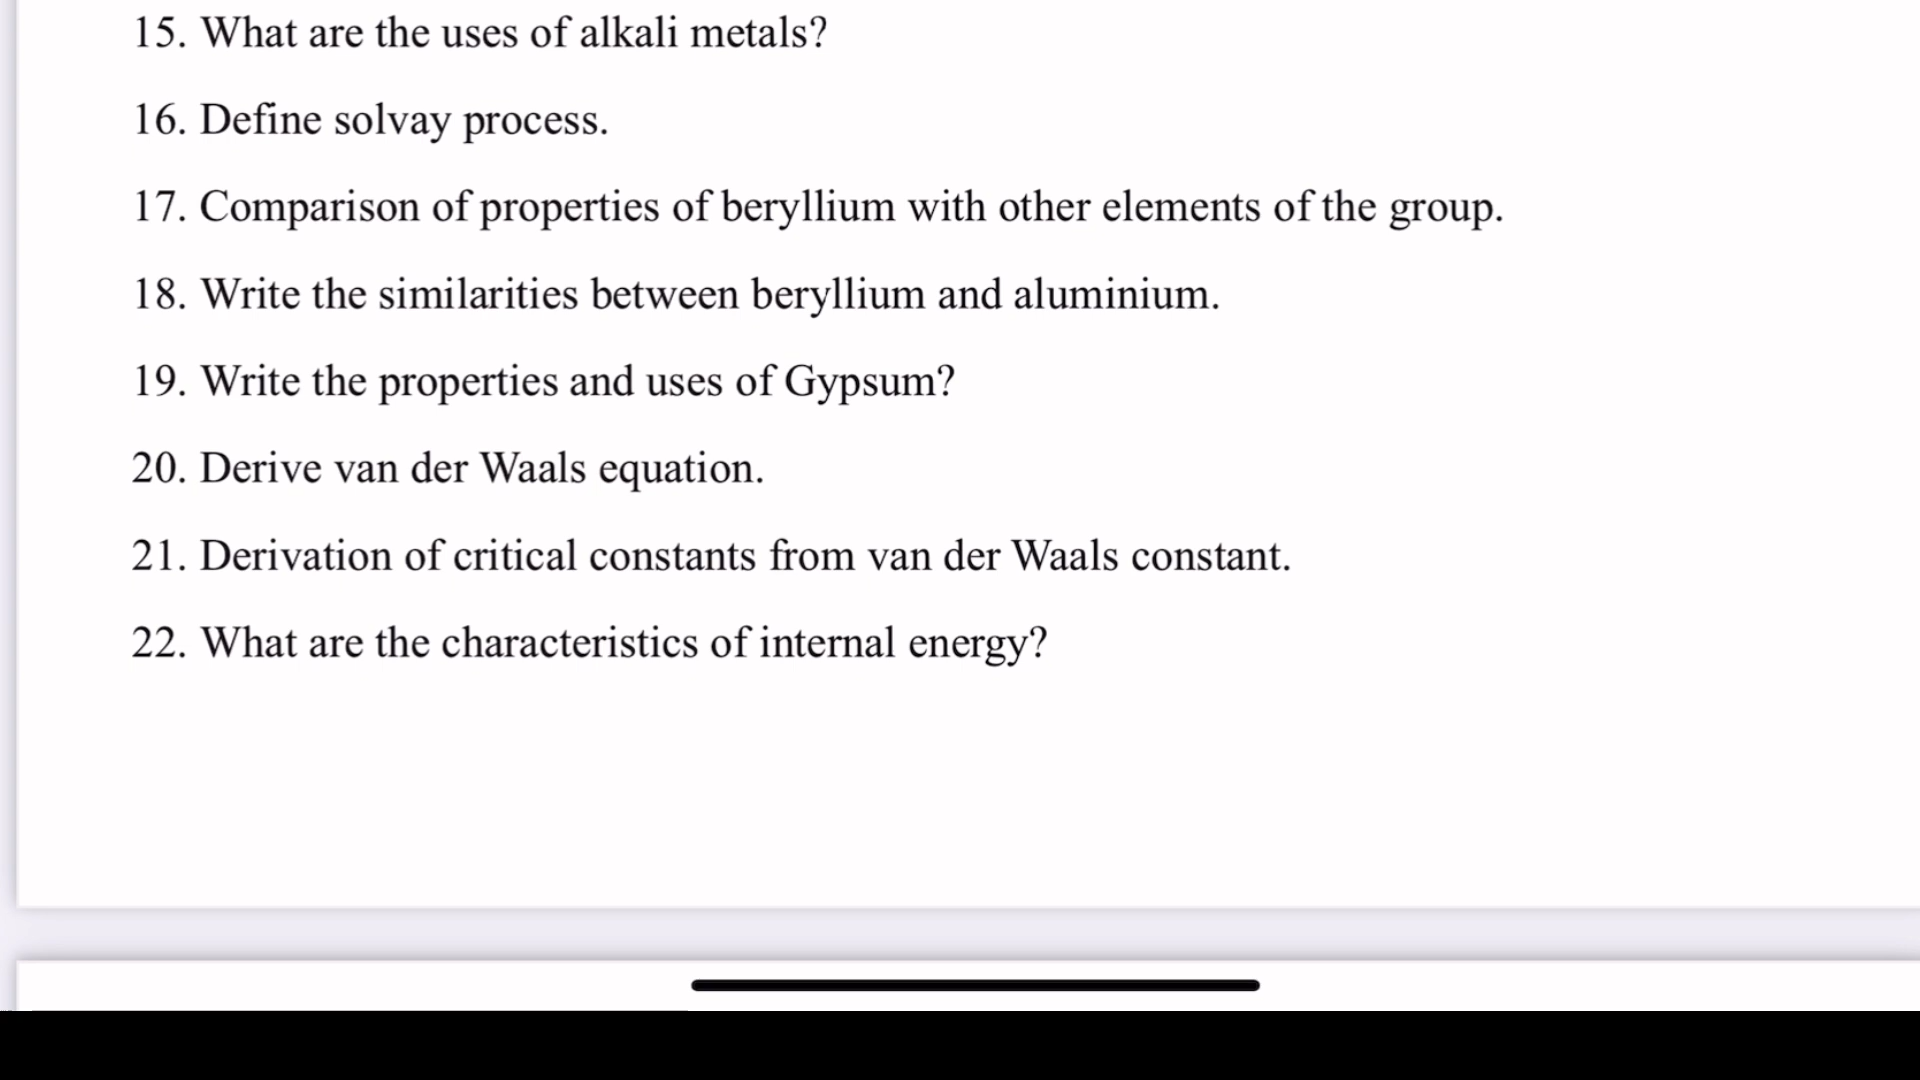 15. What are the uses of alkali metals?
16. Define solvay process.
17. Comparison of properties of beryllium with other elements of the group.
18. Write the similarities between beryllium and aluminium.
19. Write the properties and uses of Gypsum?
20. Derive van der Waals equation.
21. Derivation of critical constants from van der Waals constant.
22. What are the characteristics of internal energy?